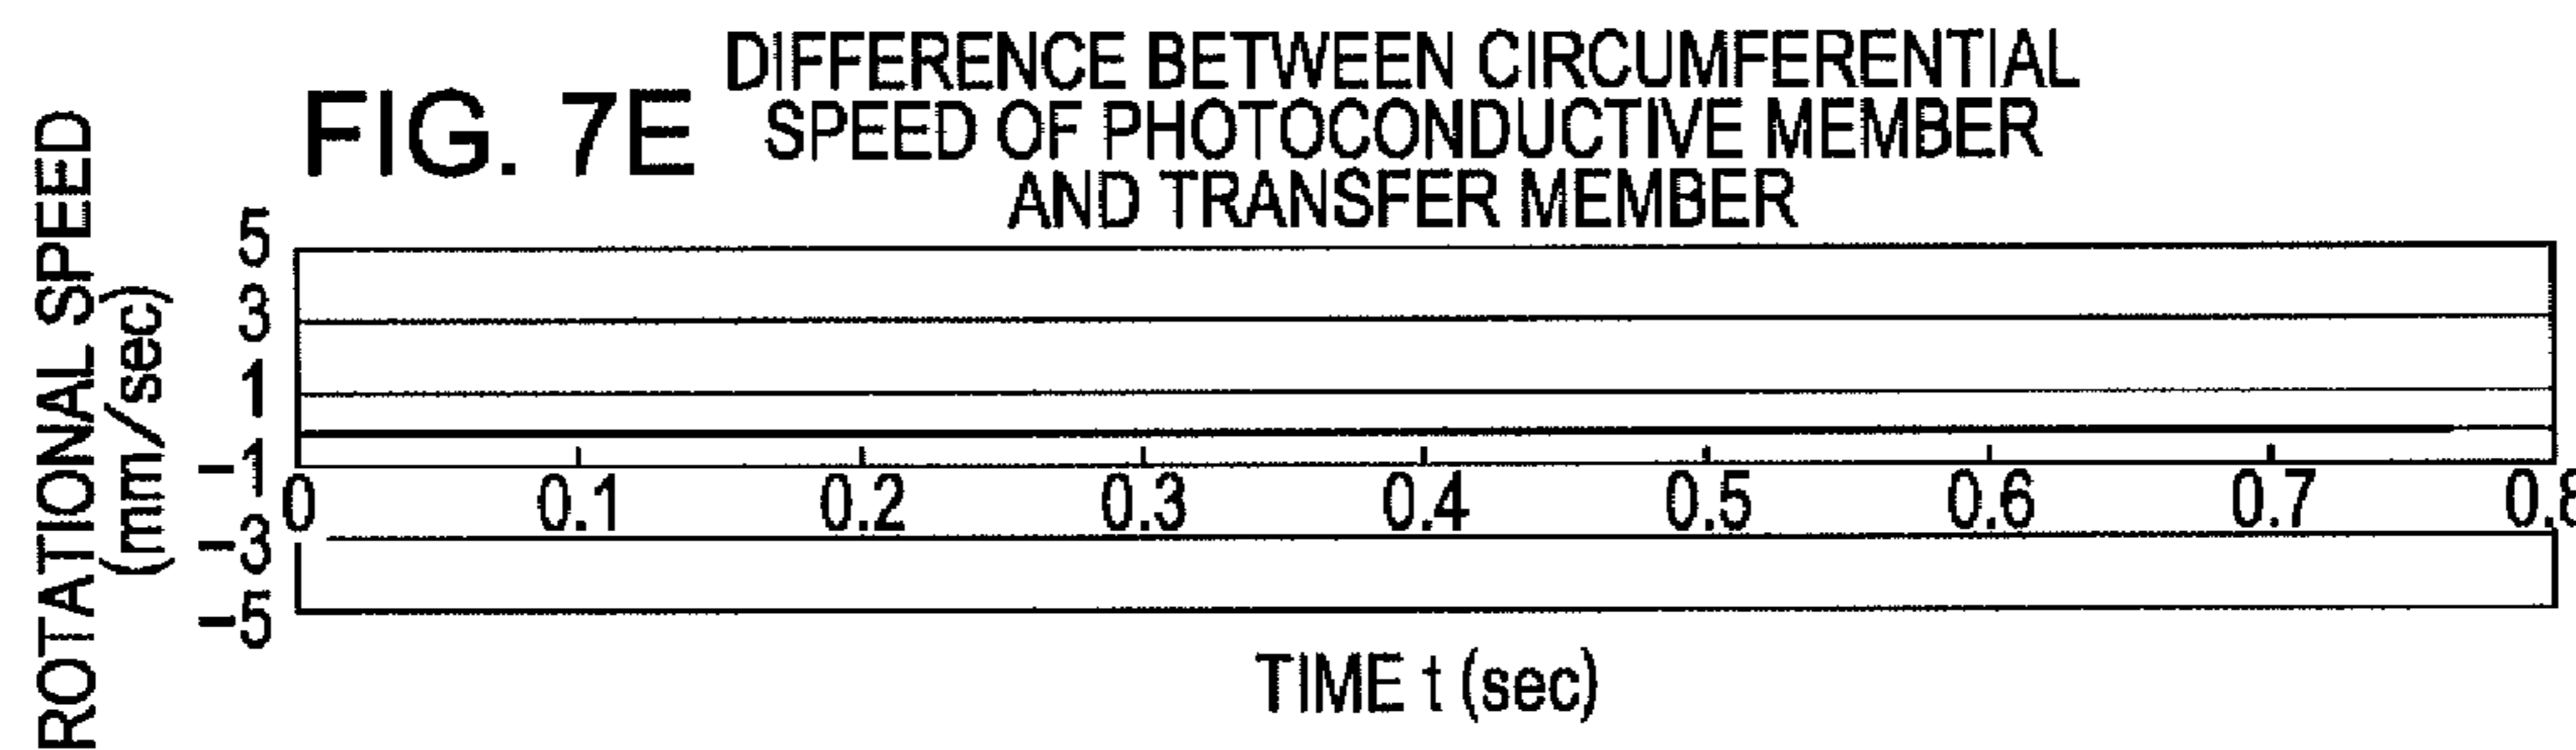 FIG. 7E
DIFFERENCE BETWEEN CIRCUMFERENTIAL
SPEED OF PHOTOCONDUCTIVE MEMBER
AND TRANSFER MEMBER
ROTATIONAL SPEED
(mm/sec)
5
3
1
-1
-3
-5
0 0.1 0.2 0.3 0.4 0.5 0.6 0.7 0.8
TIME t (sec)